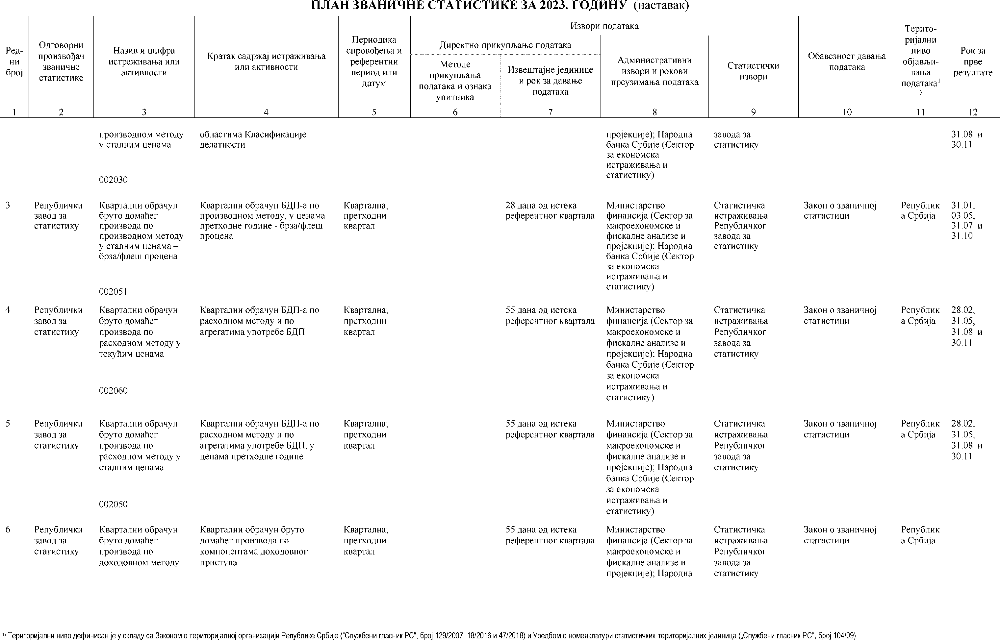 ПЛАН ЗВАНИЧНЕ СТАТИСТИКЕ ЗА 2023. ГОДИНУ (наставак)
Ред-
ни
број
Одговорни
произвођач
званичне
статистике
Назив и шифра
истраживања или
активности
Кратак садржај истраживања
или активности
Периодика
спровођења и
референтни
период или
датум
Извори података
Директно прикупљање података
Методе
прикупљања
података и ознака
упитника
Извештајне јединице
и рок за давање
података
Административни
извори и рокови
преузимања података
Статистички
извори
Обавезност давања
података
Терито-
ријални
ниво
објављи-
вања
података¹
⁾
Рок за
прве
резултате
1 2 3 4 5 6 7 8 9 10 11 12
производном методу
у сталним ценама
002030
областима Класификације
делатности
пројекције); Народна
банка Србије (Сектор
за економска
истраживања и
статистику)
завода за
статистику
31.08. и
30.11.
3
Републички
завод за
статистику
Квартални обрачун
бруто домаћег
производа по
производном методу
у сталним ценама –
брза/флеш процена
002051
Квартални обрачун БДП-а по
производном методу, у ценама
претходне године - брза/флеш
процена
Квартална;
претходни
квартал
28 дана од истека
референтног квартала
Министарство
финансија (Сектор за
макроекономске и
фискалне анализе и
пројекције); Народна
банка Србије (Сектор
за економска
истраживања и
статистику)
Статистичка
истраживања
Републичког
завода за
статистику
Закон о званичној
статистици
Републик
а Србија
31.01,
03.05,
31.07. и
31.10.
4
Републички
завод за
статистику
Квартални обрачун
бруто домаћег
производа по
расходном методу у
текућим ценама
002060
Квартални обрачун БДП-а по
расходном методу и по
агрегатима употребе БДП
Квартална;
претходни
квартал
55 дана од истека
референтног квартала
Министарство
финансија (Сектор за
макроекономске и
фискалне анализе и
пројекције); Народна
банка Србије (Сектор
за економска
истраживања и
статистику)
Статистичка
истраживања
Републичког
завода за
статистику
Закон о званичној
статистици
Републик
а Србија
28.02,
31.05,
31.08. и
30.11.
5
Републички
завод за
статистику
Квартални обрачун
бруто домаћег
производа по
расходном методу у
сталним ценама
002050
Квартални обрачун БДП-а по
расходном методу и по
агрегатима употребе БДП, у
ценама претходне године
Квартална;
претходни
квартал
55 дана од истека
референтног квартала
Министарство
финансија (Сектор за
макроекономске и
фискалне анализе и
пројекције); Народна
банка Србије (Сектор
за економска
истраживања и
статистику)
Статистичка
истраживања
Републичког
завода за
статистику
Закон о званичној
статистици
Републик
а Србија
28.02,
31.05,
31.08. и
30.11.
6
Републички
завод за
статистику
Квартални обрачун
бруто домаћег
производа по
доходовном методу
Квартални обрачун бруто
домаћег производа по
компонентама доходовног
приступа
Квартална;
претходни
квартал
55 дана од истека
референтног квартала
Министарство
финансија (Сектор за
макроекономске и
фискалне анализе и
пројекције); Народна
Статистичка
истраживања
Републичког
завода за
статистику
Закон о званичној
статистици
Републик
а Србија
¹⁾ Територијални ниво дефинисан је у складу са Законом о територијалној организацији Републике Србије ("Службени гласник РС", број 129/2007, 18/2016 и 47/2018) и Уредбом о номенклатури статистичких територијалних јединица („Службени гласник РС", број 104/09).